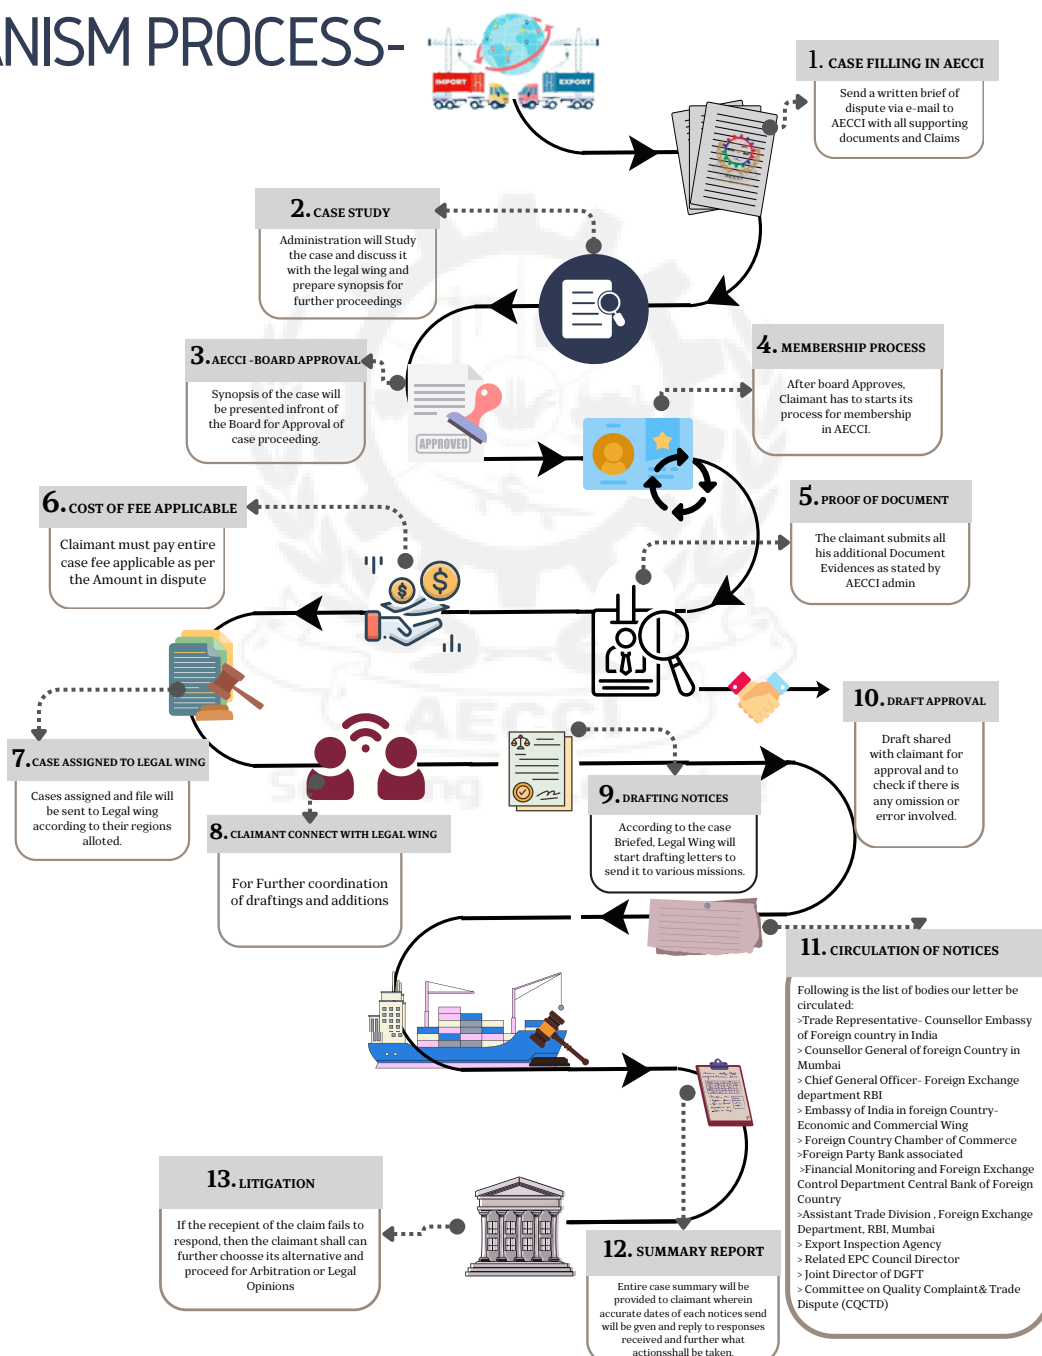 ANISM PROCESS-
IMPORT
EXPORT
1. CASE FILLING IN AECCI
Send a written brief of
dispute via e-mail to
AECCI with all supporting
documents and Claims
2. CASE STUDY
Administration will Study
the case and discuss it
with the legal wing and
prepare synopsis for
further proceedings
3. AECCI -BOARD APPROVAL
Synopsis of the case will
be presented infront of
the Board for Approval of
case proceeding.
APPROVED
4. MEMBERSHIP PROCESS
After board Approves,
Claimant has to starts its
process for membership
in AECCI.
5. PROOF OF DOCUMENT
The claimant submits all
his additional Document
Evidences as stated by
AECCI admin
6. COST OF FEE APPLICABLE
Claimant must pay entire
case fee applicable as per
the Amount in dispute
7. CASE ASSIGNED TO LEGAL WING
Cases assigned and file will
be sent to Legal wing
according to their regions
alloted.
8. CLAIMANT CONNECT WITH LEGAL WING
For Further coordination
of draftings and additions
9. DRAFTING NOTICES
According to the case
Briefed, Legal Wing will
start drafting letters to
send it to various missions.
10. DRAFT APPROVAL
Draft shared
with claimant for
approval and to
check if there is
any omission or
error involved.
AECCI
11. CIRCULATION OF NOTICES
Following is the list of bodies our letter be
circulated:
>Trade Representative- Counsellor Embassy
of Foreign country in India
> Counsellor General of foreign Country in
Mumbai
> Chief General Officer- Foreign Exchange
department RBI
> Embassy of India in foreign Country-
Economic and Commercial Wing
> Foreign Country Chamber of Commerce
>Foreign Party Bank associated
>Financial Monitoring and Foreign Exchange
Control Department Central Bank of Foreign
Country
>Assistant Trade Division , Foreign Exchange
Department, RBI, Mumbai
> Export Inspection Agency
> Related EPC Council Director
> Joint Director of DGFT
> Committee on Quality Complaint& Trade
Dispute (CQCTD)
12. SUMMARY REPORT
Entire case summary will be
provided to claimant wherein
accurate dates of each notices send
will be gven and reply to responses
received and further what
actionsshall be taken.
13. LITIGATION
If the recepient of the claim fails to
respond, then the claimant shall can
further choosse its alternative and
proceed for Arbitration or Legal
Opinions